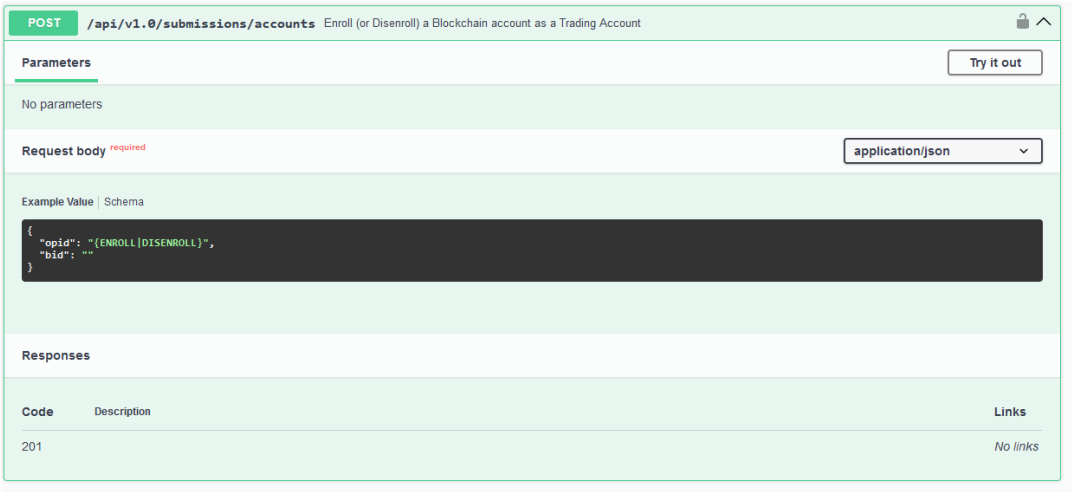 POST /api/v1.0/submissions/accounts Enroll (or Disenroll) a Blockchain account as a Trading Account
Parameters Try it out
No parameters
Request body required application/json
Example Value Schema
{
"opid": "{ENROLL|DISENROLL}",
"bid": ""
}
Responses
Code Description Links
201 No links